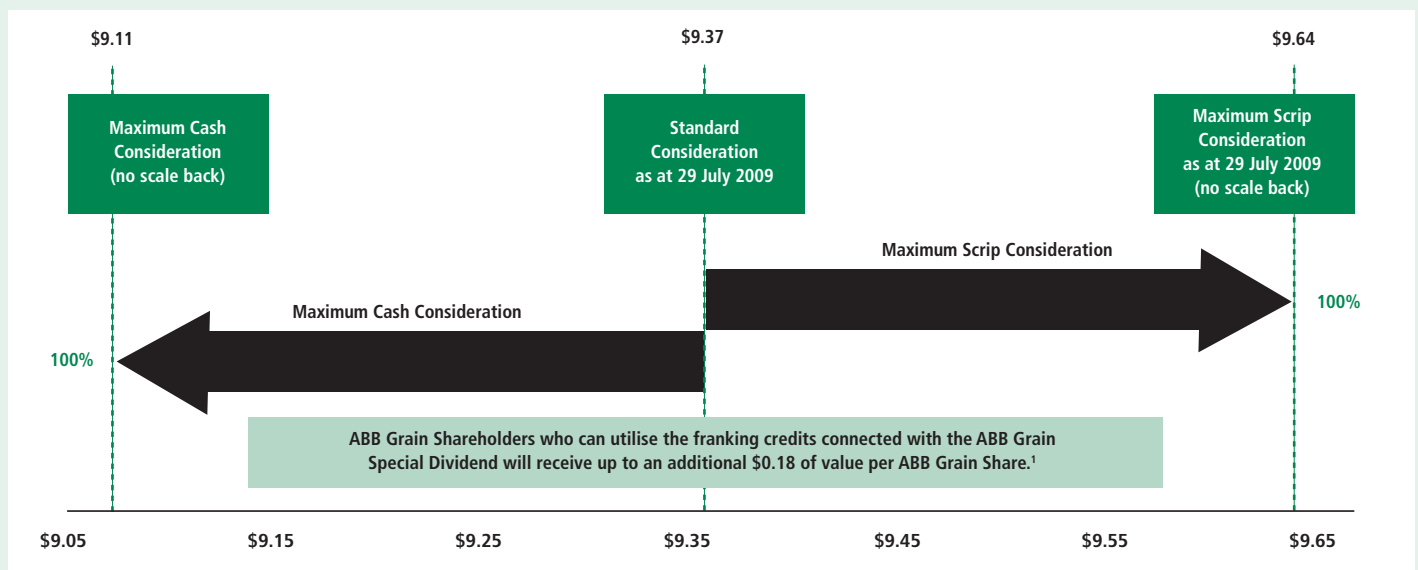 $9.11
$9.37
$9.64
Maximum Cash
Consideration
(no scale back)
Standard
Consideration
as at 29 July 2009
Maximum Scrip
Consideration
as at 29 July 2009
(no scale back)
Maximum Scrip Consideration
100%
Maximum Cash Consideration
100%
ABB Grain Shareholders who can utilise the franking credits connected with the ABB Grain
Special Dividend will receive up to an additional $0.18 of value per ABB Grain Share.¹
$9.05
$9.15
$9.25
$9.35
$9.45
$9.55
$9.65